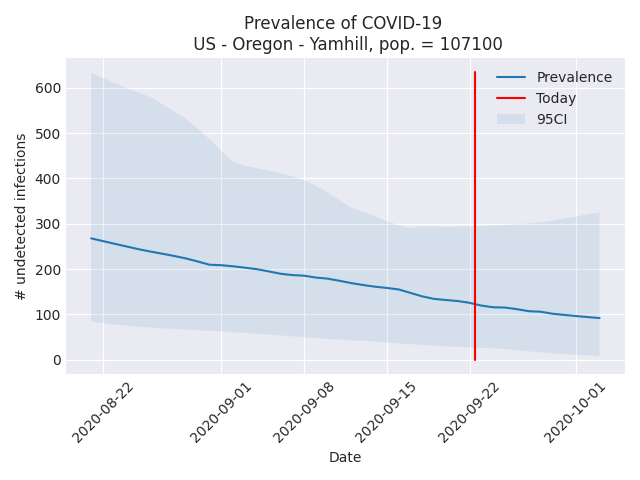 Prevalence of COVID-19
US - Oregon - Yamhill, pop. = 107100
Prevalence
Today
95CI
# undetected infections
600
500
400
300
200
100
0
2020-08-22
2020-09-01
2020-09-08
2020-09-15
2020-09-22
2020-10-01
Date